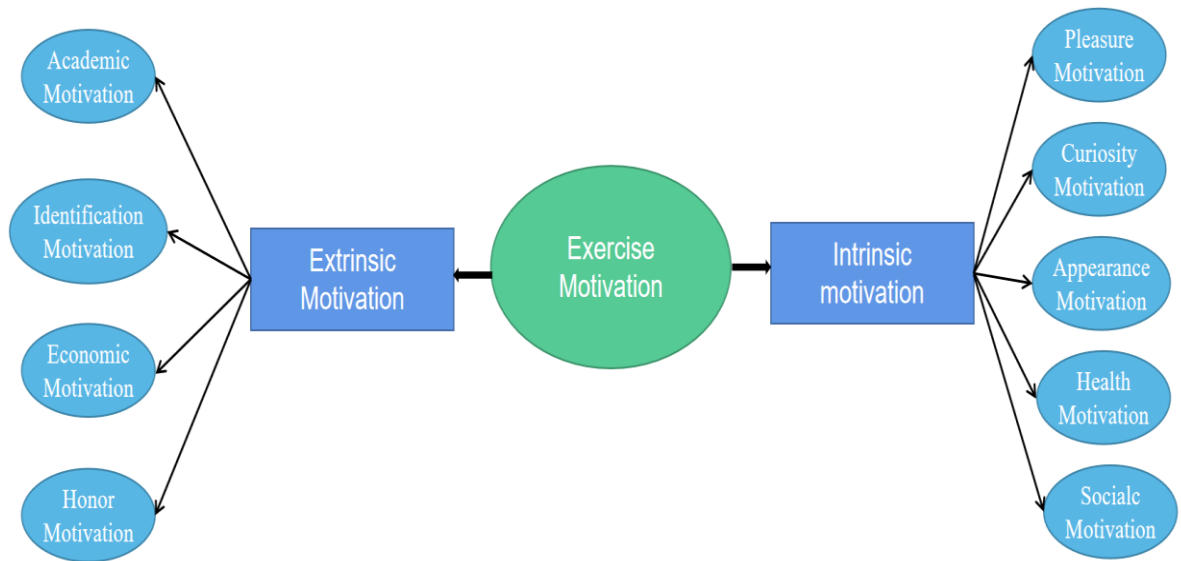 Academic
Motivation
Identification
Motivation
Economic
Motivation
Honor
Motivation
Extrinsic
Motivation
Exercise
Motivation
Intrinsic
motivation
Pleasure
Motivation
Curiosity
Motivation
Appearance
Motivation
Health
Motivation
Socialc
Motivation